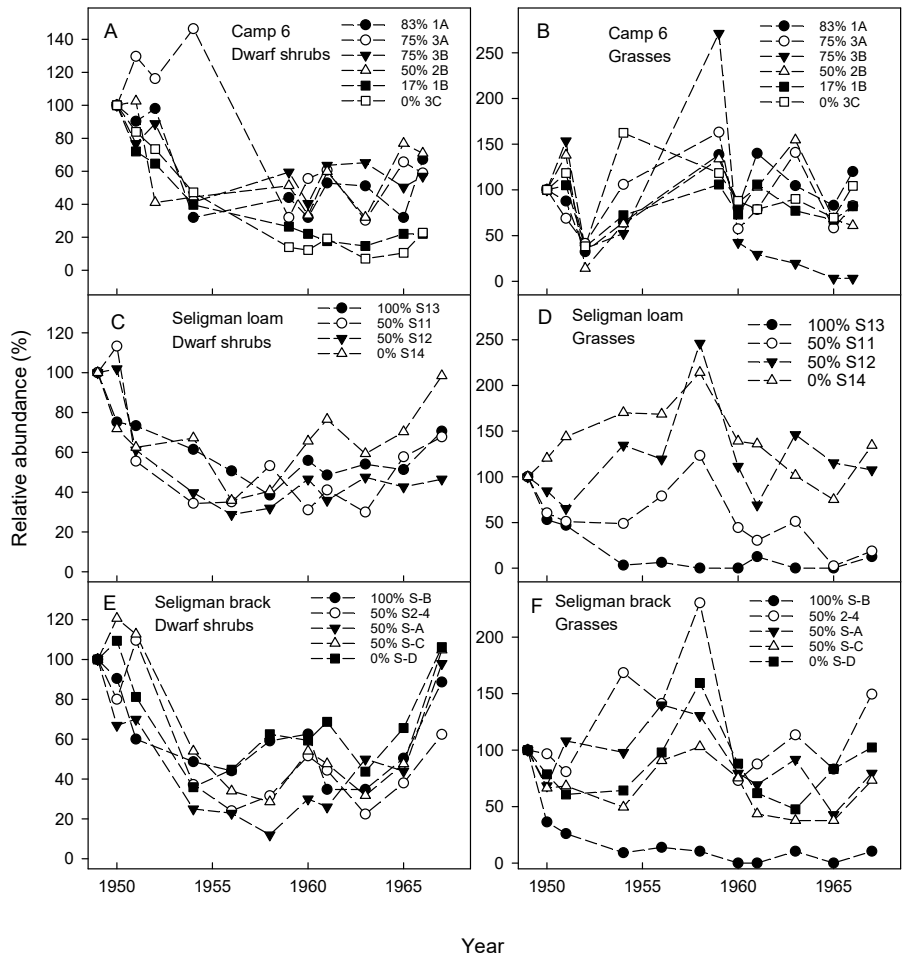 A
Camp 6
Dwarf shrubs
83% 1A
75% 3A
75% 3B
50% 2B
17% 1B
0% 3C
140
120
100
80
60
40
20
0
B
Camp 6
Grasses
83% 1A
75% 3A
75% 3B
50% 2B
17% 1B
0% 3C
250
200
150
100
50
0
Relative abundance (%)
C
Seligman loam
Dwarf shrubs
100% S13
50% S11
50% S12
0% S14
120
100
80
60
40
20
0
D
Seligman loam
Grasses
100% S13
50% S11
50% S12
0% S14
250
200
150
100
50
0
E
Seligman brack
Dwarf shrubs
100% S-B
50% S2-4
50% S-A
50% S-C
0% S-D
120
100
80
60
40
20
0
1950
1955
1960
1965
F
Seligman brack
Grasses
100% S-B
50% 2-4
50% S-A
50% S-C
0% S-D
200
150
100
50
0
1950
1955
1960
1965
Year